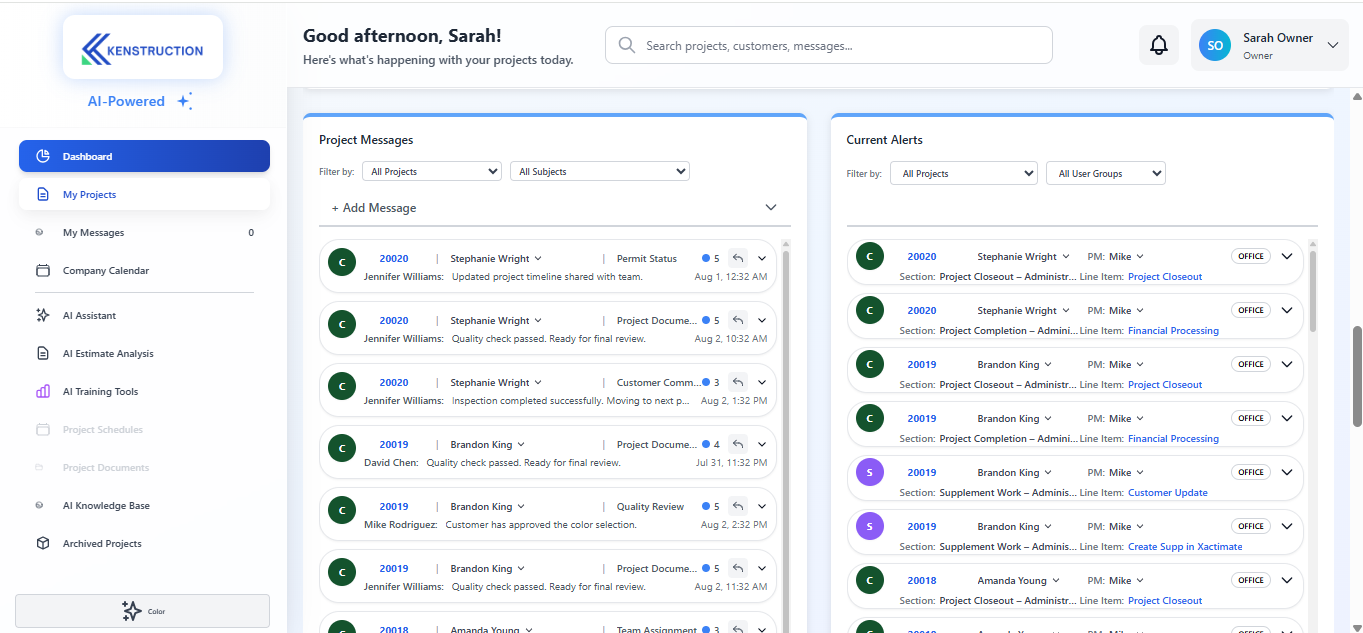 KENSTRUCTION
AI-Powered
Dashboard
My Projects
My Messages 0
Company Calendar
AI Assistant
AI Estimate Analysis
AI Training Tools
Project Schedules
Project Documents
AI Knowledge Base
Archived Projects
Color
Good afternoon, Sarah!
Here's what's happening with your projects today.
Search projects, customers, messages...
SO
Sarah Owner
Owner
Project Messages
Filter by: All Projects All Subjects
+ Add Message
C 20020 | Stephanie Wright | Permit Status 5
Jennifer Williams: Updated project timeline shared with team. Aug 1, 12:32 AM
C 20020 | Stephanie Wright | Project Docume... 5
Jennifer Williams: Quality check passed. Ready for final review. Aug 2, 10:32 AM
C 20020 | Stephanie Wright | Customer Comm... 3
Jennifer Williams: Inspection completed successfully. Moving to next p... Aug 2, 1:32 PM
C 20019 | Brandon King | Project Docume... 4
David Chen: Quality check passed. Ready for final review. Jul 31, 11:32 PM
C 20019 | Brandon King | Quality Review 5
Mike Rodriguez: Customer has approved the color selection. Aug 2, 2:32 PM
C 20019 | Brandon King | Project Docume... 5
Jennifer Williams: Quality check passed. Ready for final review. Aug 2, 11:32 AM
C 20018 | Amanda Young | Team Assignment 3
Current Alerts
Filter by: All Projects All User Groups
C 20020 Stephanie Wright PM: Mike OFFICE
Section: Project Closeout – Administr... Line Item: Project Closeout
C 20020 Stephanie Wright PM: Mike OFFICE
Section: Project Completion – Admini... Line Item: Financial Processing
C 20019 Brandon King PM: Mike OFFICE
Section: Project Closeout – Administr... Line Item: Project Closeout
C 20019 Brandon King PM: Mike OFFICE
Section: Project Completion – Admini... Line Item: Financial Processing
S 20019 Brandon King PM: Mike OFFICE
Section: Supplement Work – Adminis... Line Item: Customer Update
S 20019 Brandon King PM: Mike OFFICE
Section: Supplement Work – Adminis... Line Item: Create Supp in Xactimate
C 20018 Amanda Young PM: Mike OFFICE
Section: Project Closeout – Administr... Line Item: Project Closeout